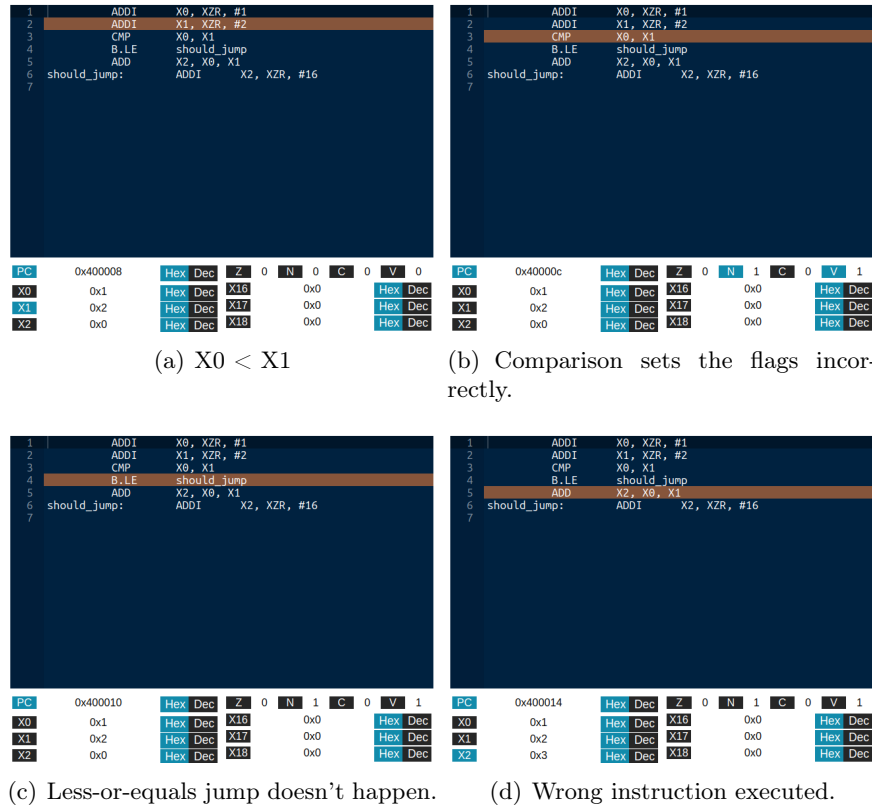 1 ADDI X0, XZR, #1
2 ADDI X1, XZR, #2
3 CMP X0, X1
4 B.LE should_jump
5 ADD X2, X0, X1
6 should_jump: ADDI X2, XZR, #16
7
PC 0x400008 Hex Dec Z 0 N 0 C 0 V 0
X0 0x1 Hex Dec X16 0x0 Hex Dec
X1 0x2 Hex Dec X17 0x0 Hex Dec
X2 0x0 Hex Dec X18 0x0 Hex Dec
(a) X0 < X1
1 ADDI X0, XZR, #1
2 ADDI X1, XZR, #2
3 CMP X0, X1
4 B.LE should_jump
5 ADD X2, X0, X1
6 should_jump: ADDI X2, XZR, #16
7
PC 0x40000c Hex Dec Z 0 N 1 C 0 V 1
X0 0x1 Hex Dec X16 0x0 Hex Dec
X1 0x2 Hex Dec X17 0x0 Hex Dec
X2 0x0 Hex Dec X18 0x0 Hex Dec
(b) Comparison sets the flags incor-
rectly.
1 ADDI X0, XZR, #1
2 ADDI X1, XZR, #2
3 CMP X0, X1
4 B.LE should_jump
5 ADD X2, X0, X1
6 should_jump: ADDI X2, XZR, #16
7
PC 0x400010 Hex Dec Z 0 N 1 C 0 V 1
X0 0x1 Hex Dec X16 0x0 Hex Dec
X1 0x2 Hex Dec X17 0x0 Hex Dec
X2 0x0 Hex Dec X18 0x0 Hex Dec
(c) Less-or-equals jump doesn't happen.
1 ADDI X0, XZR, #1
2 ADDI X1, XZR, #2
3 CMP X0, X1
4 B.LE should_jump
5 ADD X2, X0, X1
6 should_jump: ADDI X2, XZR, #16
7
PC 0x400014 Hex Dec Z 0 N 1 C 0 V 1
X0 0x1 Hex Dec X16 0x0 Hex Dec
X1 0x2 Hex Dec X17 0x0 Hex Dec
X2 0x3 Hex Dec X18 0x0 Hex Dec
(d) Wrong instruction executed.